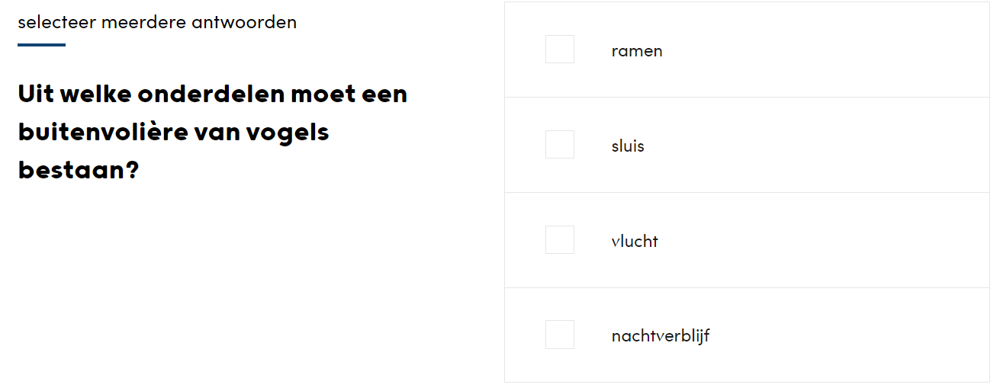 selecteer meerdere antwoorden
Uit welke onderdelen moet een
buitenvolière van vogels
bestaan?
ramen
sluis
vlucht
nachtverblijf